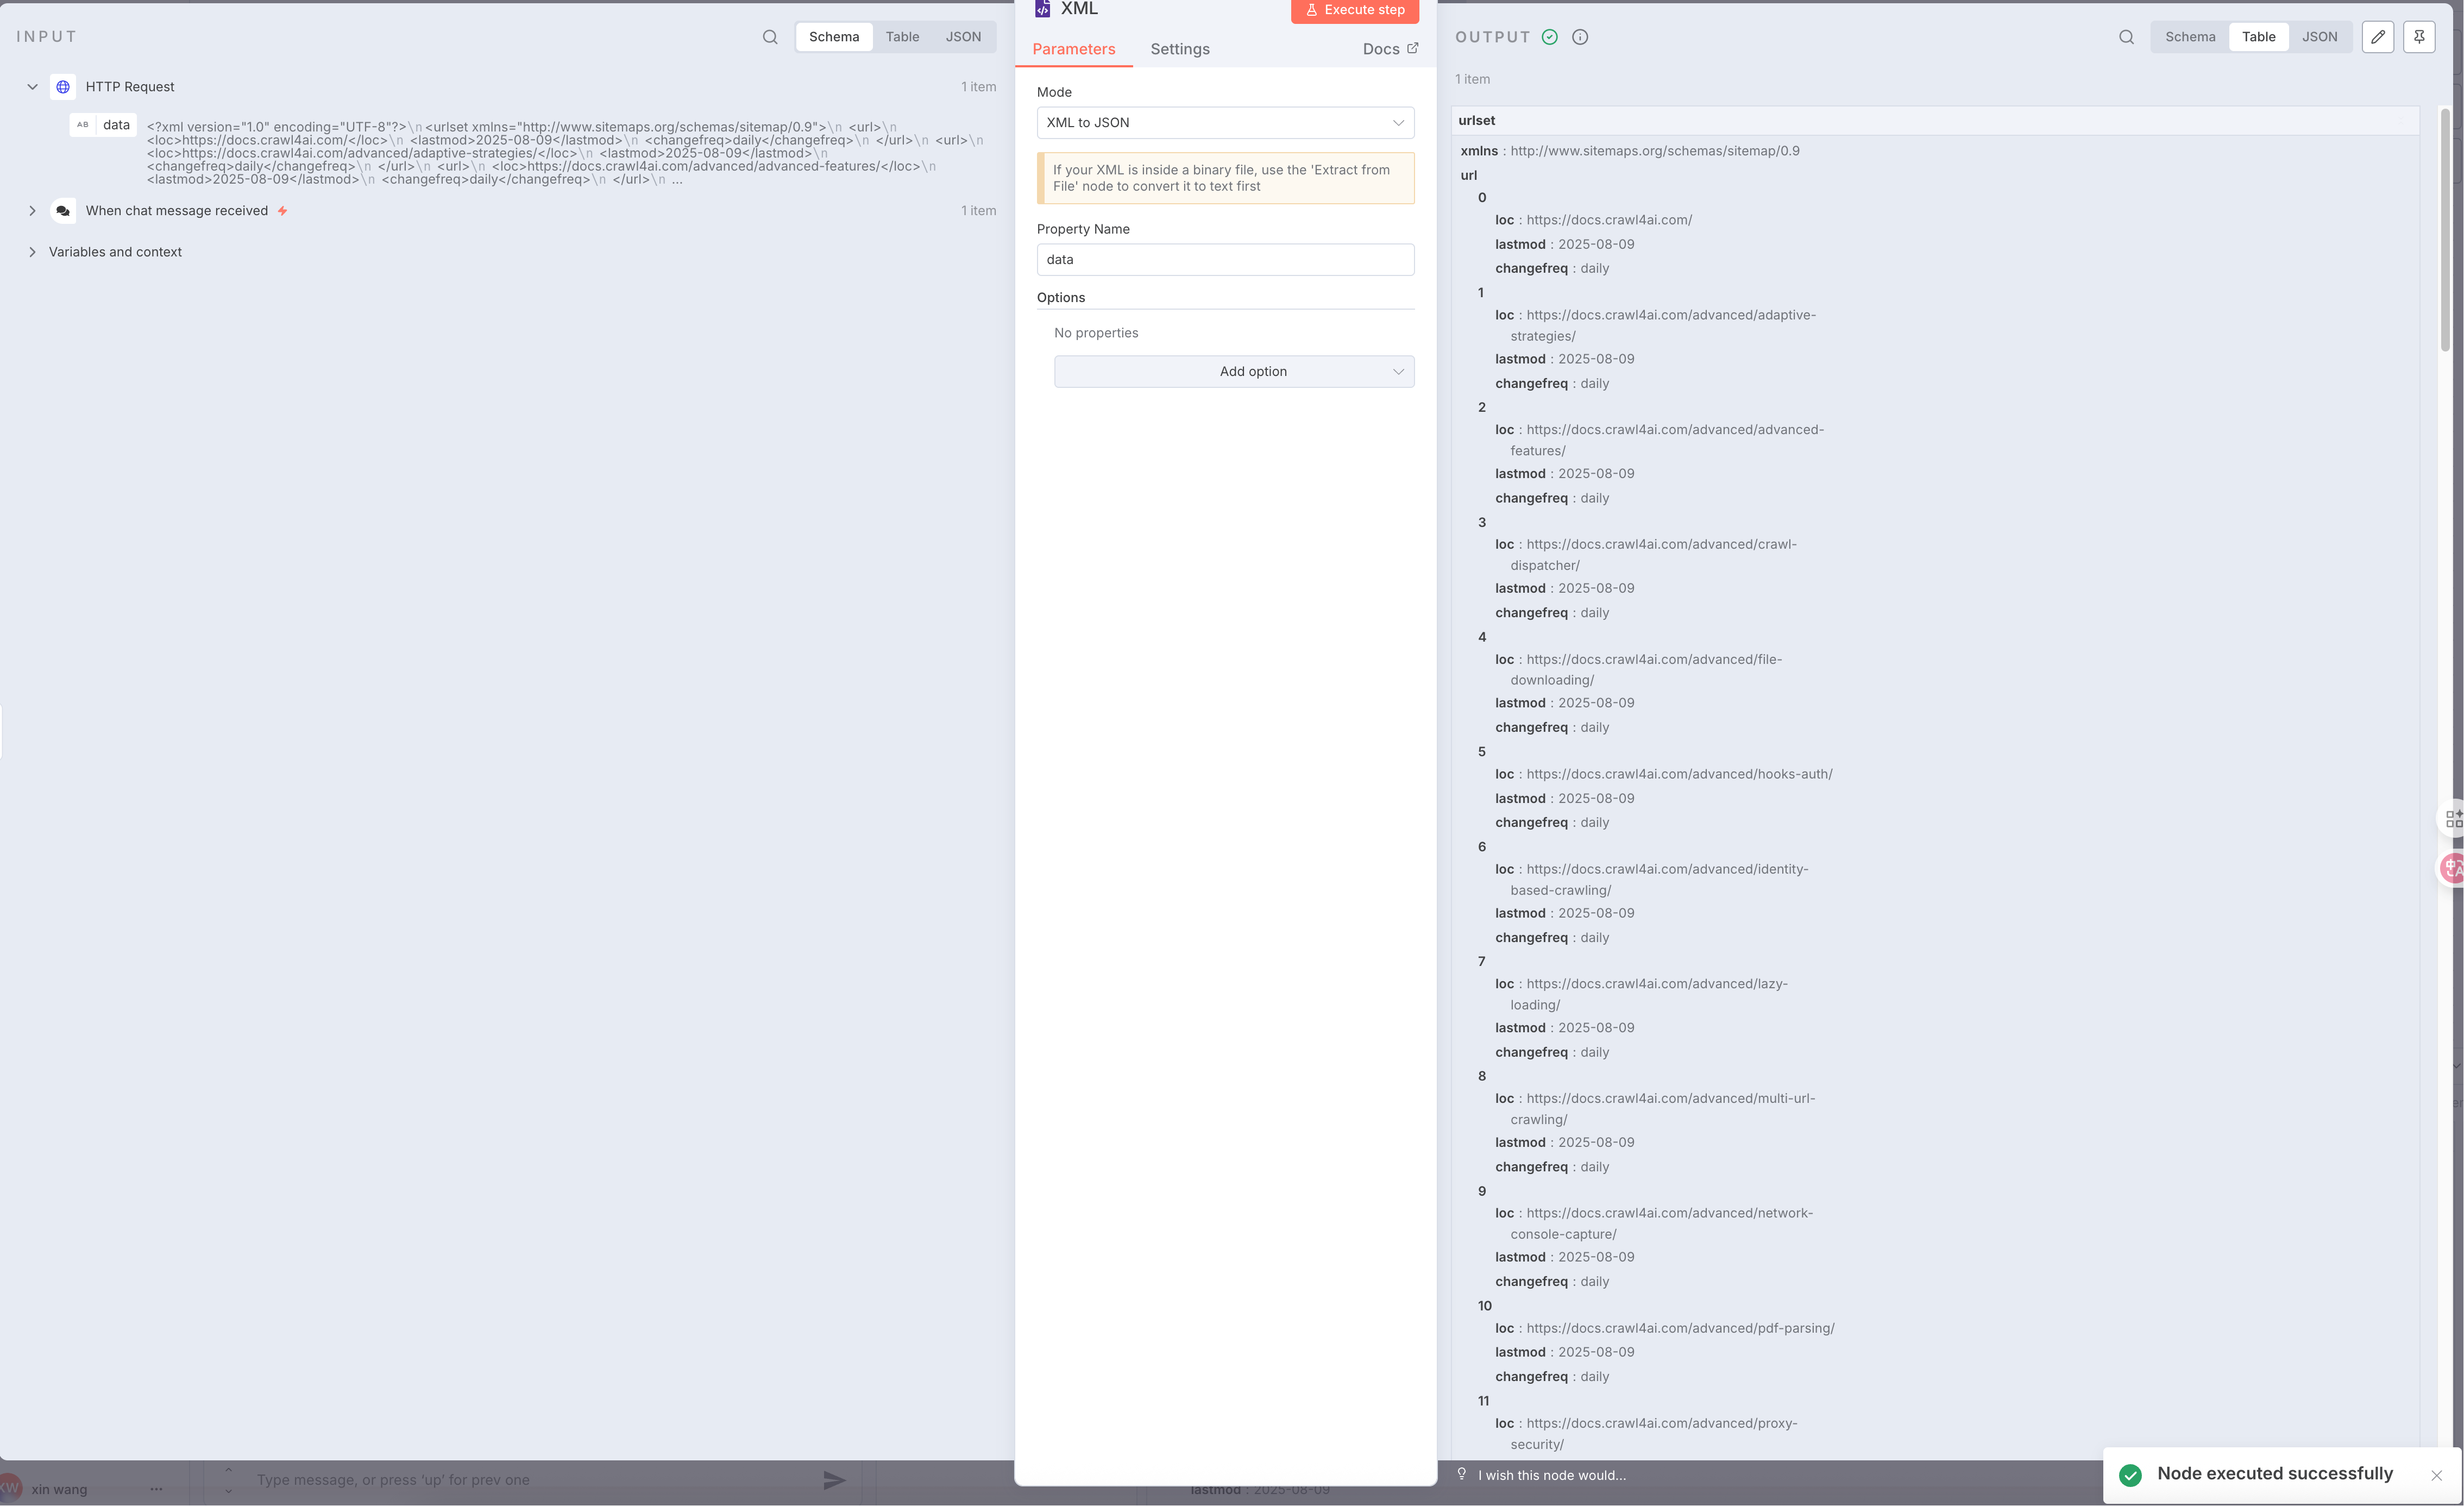 INPUT
Schema
Table
JSON
HTTP Request
1 item
AB
data
<?xml version="1.0" encoding="UTF-8"?>\n <urlset xmlns="http://www.sitemaps.org/schemas/sitemap/0.9">\n <url>\n
<loc>https://docs.crawl4ai.com/</loc>\n <lastmod>2025-08-09</lastmod>\n <changefreq>daily</changefreq>\n </url>\n <url>\n
<loc>https://docs.crawl4ai.com/advanced/adaptive-strategies/</loc>\n <lastmod>2025-08-09</lastmod>\n
<changefreq>daily</changefreq>\n </url>\n <url>\n <loc>https://docs.crawl4ai.com/advanced/advanced-features/</loc>\n
<lastmod>2025-08-09</lastmod>\n <changefreq>daily</changefreq>\n </url>\n ...
When chat message received
1 item
Variables and context
XML
Execute step
Parameters
Settings
Docs
Mode
XML to JSON
If your XML is inside a binary file, use the 'Extract from
File' node to convert it to text first
Property Name
data
Options
No properties
Add option
OUTPUT
Schema
Table
JSON
1 item
urlset
xmlns : http://www.sitemaps.org/schemas/sitemap/0.9
url
0
loc : https://docs.crawl4ai.com/
lastmod : 2025-08-09
changefreq : daily
1
loc : https://docs.crawl4ai.com/advanced/adaptive-
strategies/
lastmod : 2025-08-09
changefreq : daily
2
loc : https://docs.crawl4ai.com/advanced/advanced-
features/
lastmod : 2025-08-09
changefreq : daily
3
loc : https://docs.crawl4ai.com/advanced/crawl-
dispatcher/
lastmod : 2025-08-09
changefreq : daily
4
loc : https://docs.crawl4ai.com/advanced/file-
downloading/
lastmod : 2025-08-09
changefreq : daily
5
loc : https://docs.crawl4ai.com/advanced/hooks-auth/
lastmod : 2025-08-09
changefreq : daily
6
loc : https://docs.crawl4ai.com/advanced/identity-
based-crawling/
lastmod : 2025-08-09
changefreq : daily
7
loc : https://docs.crawl4ai.com/advanced/lazy-
loading/
lastmod : 2025-08-09
changefreq : daily
8
loc : https://docs.crawl4ai.com/advanced/multi-url-
crawling/
lastmod : 2025-08-09
changefreq : daily
9
loc : https://docs.crawl4ai.com/advanced/network-
console-capture/
lastmod : 2025-08-09
changefreq : daily
10
loc : https://docs.crawl4ai.com/advanced/pdf-parsing/
lastmod : 2025-08-09
changefreq : daily
11
loc : https://docs.crawl4ai.com/advanced/proxy-
security/
XW
xin wang
Type message, or press 'up' for prev one
lastmod : 2025-08-09
I wish this node would...
Node executed successfully